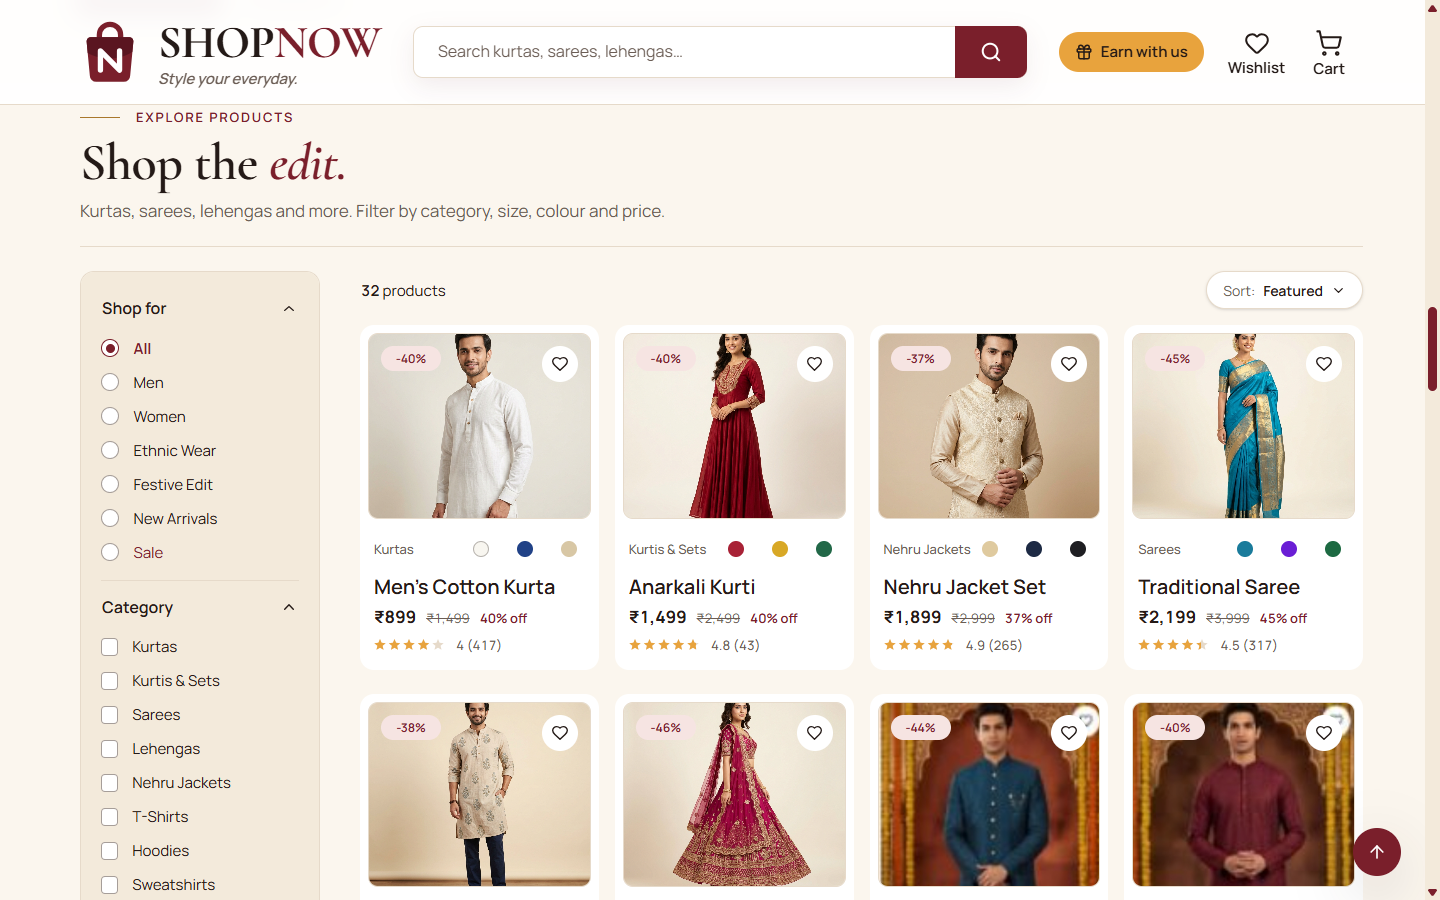 N
SHOPNOW
Style your everyday.
Search kurtas, sarees, lehengas...
Earn with us
Wishlist
Cart
EXPLORE PRODUCTS
Shop the edit.
Kurtas, sarees, lehengas and more. Filter by category, size, colour and price.
Shop for
All
Men
Women
Ethnic Wear
Festive Edit
New Arrivals
Sale
Category
Kurtas
Kurtis & Sets
Sarees
Lehengas
Nehru Jackets
T-Shirts
Hoodies
Sweatshirts
32 products
Sort: Featured
-40%
Kurtas
Men's Cotton Kurta
₹899 ₹1,499 40% off
4 (417)
-40%
Kurtis & Sets
Anarkali Kurti
₹1,499 ₹2,499 40% off
4.8 (43)
-37%
Nehru Jackets
Nehru Jacket Set
₹1,899 ₹2,999 37% off
4.9 (265)
-45%
Sarees
Traditional Saree
₹2,199 ₹3,999 45% off
4.5 (317)
-38%
-46%
-44%
-40%